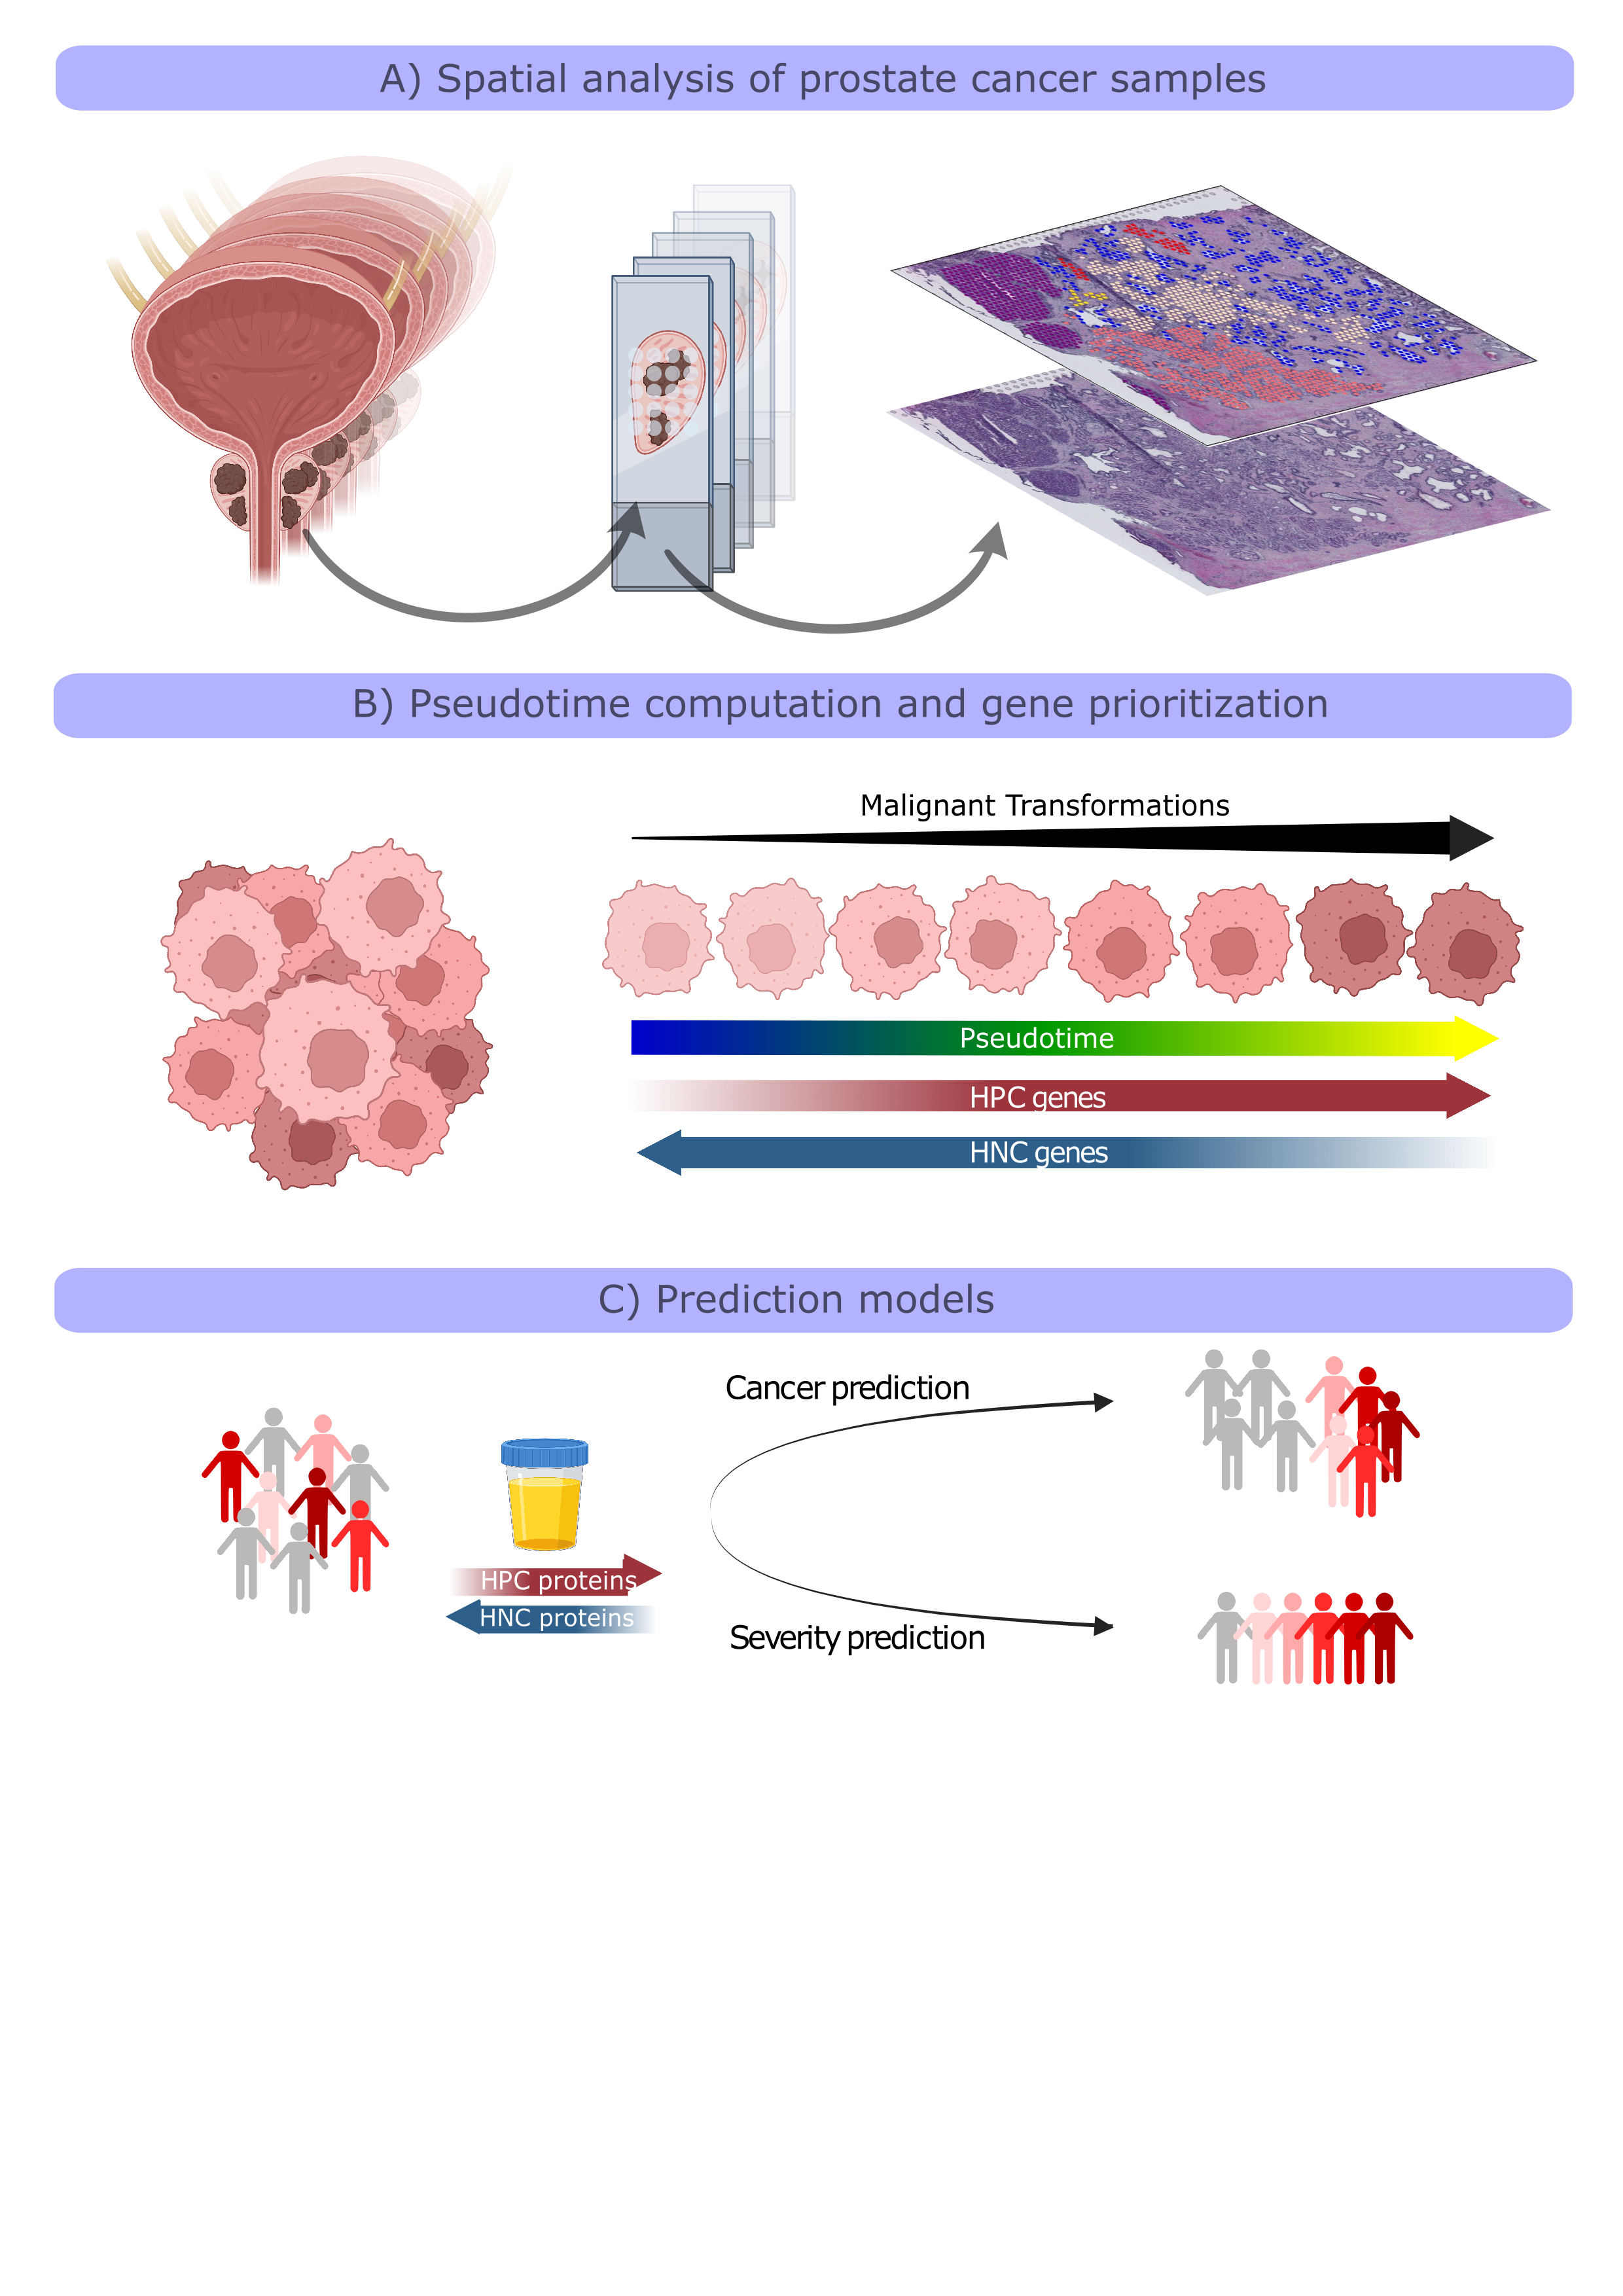 A) Spatial analysis of prostate cancer samples
B) Pseudotime computation and gene prioritization
Malignant Transformations
Pseudotime
HPC genes
HNC genes
C) Prediction models
Cancer prediction
HPC proteins
HNC proteins
Severity prediction